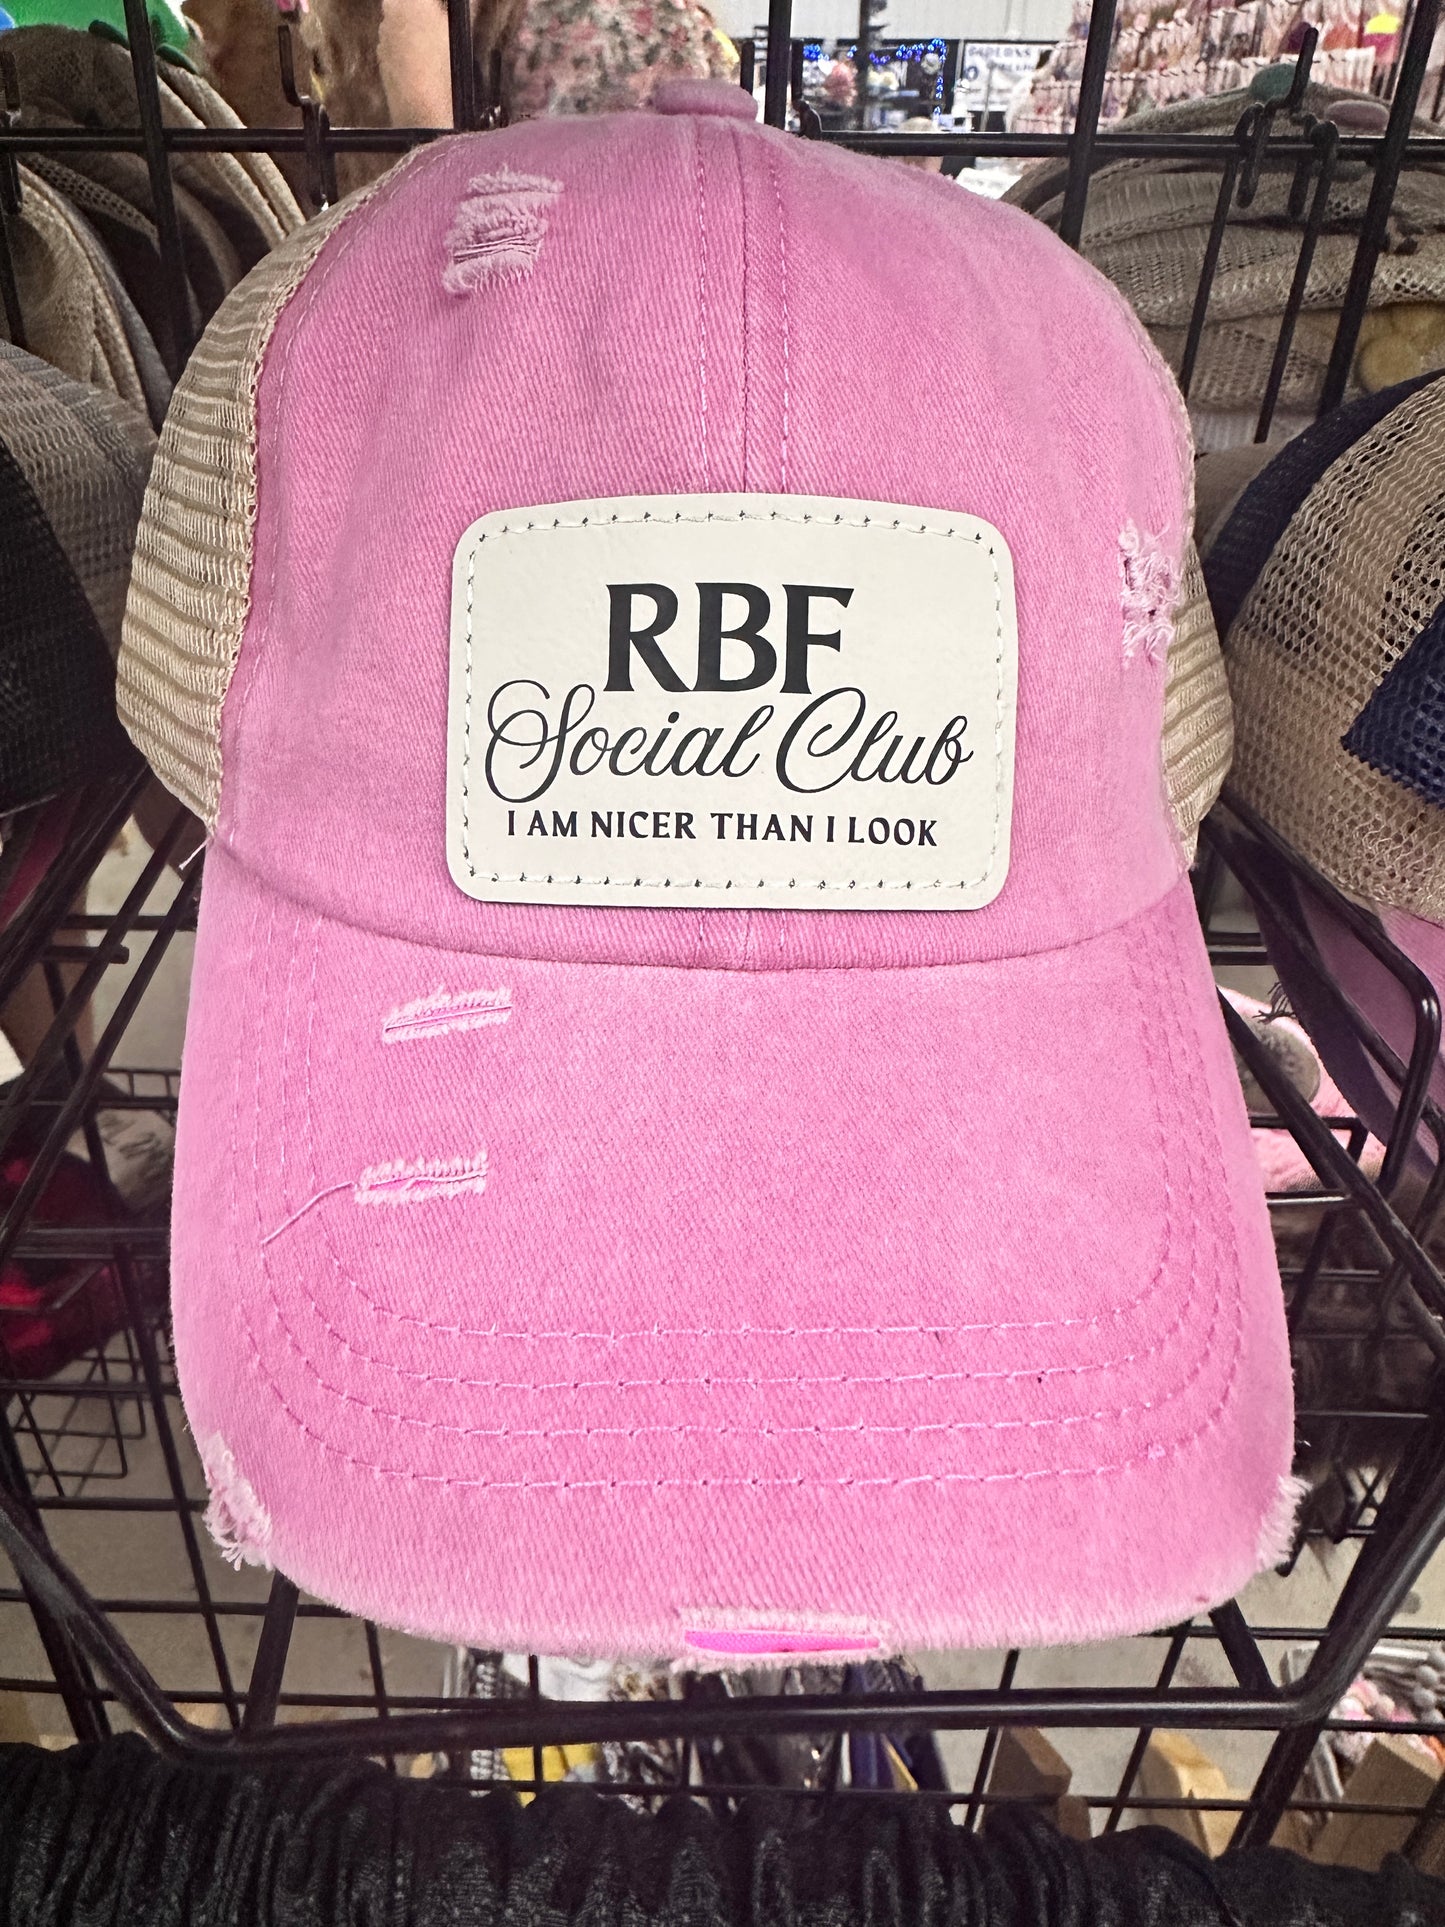 RBF
Social Club
I AM NICER THAN I LOOK